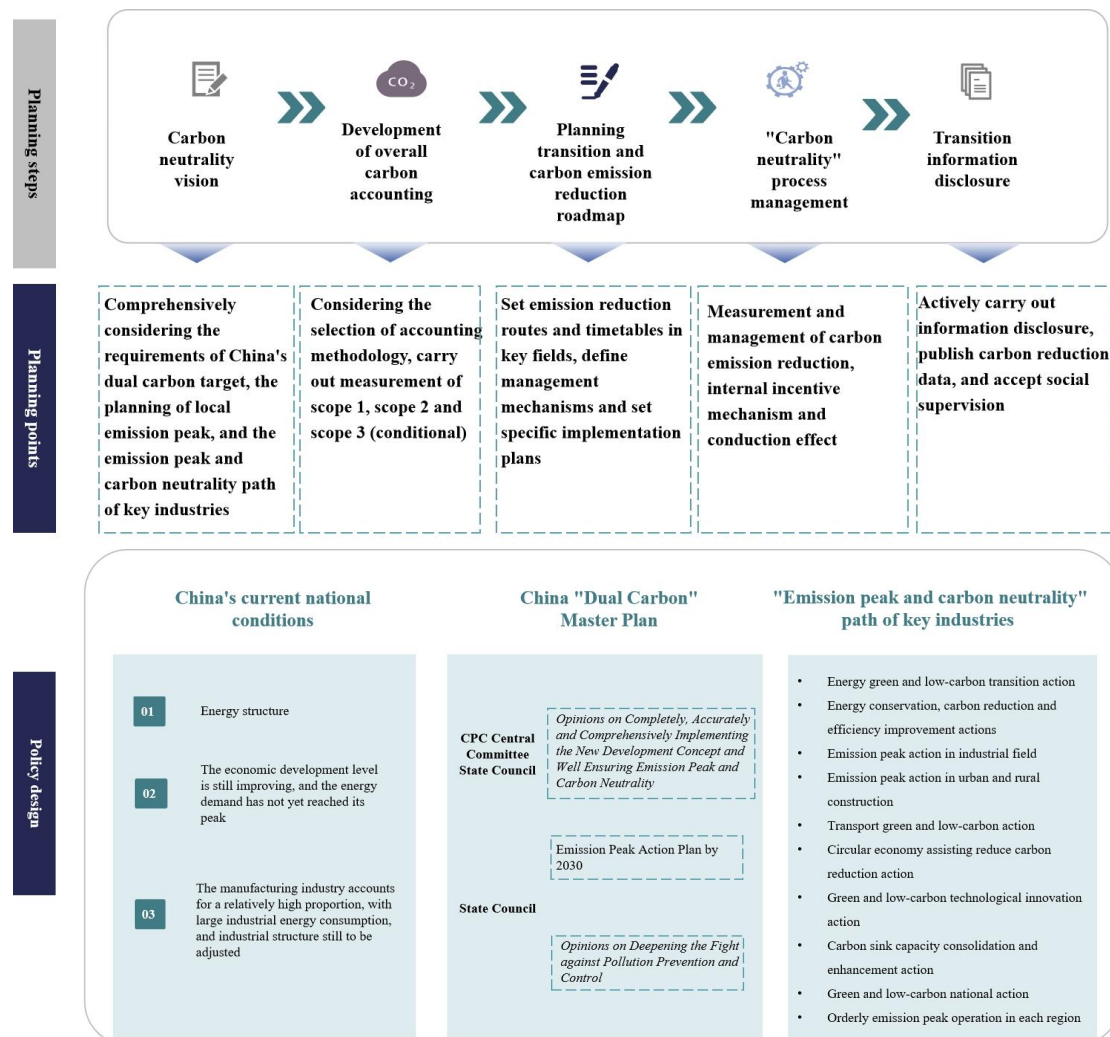 Planning steps
Carbon
neutrality
vision
CO2
Development
of overall
carbon
accounting
Planning
transition and
carbon emission
reduction
roadmap
"Carbon
neutrality"
process
management
Transition
information
disclosure
Planning points
Comprehensively
considering the
requirements of China's
dual carbon target, the
planning of local
emission peak, and the
emission peak and
carbon neutrality path
of key industries
Considering the
selection of accounting
methodology, carry
out measurement of
scope 1, scope 2 and
scope 3 (conditional)
Set emission reduction
routes and timetables in
key fields, define
management
mechanisms and set
specific implementation
plans
Measurement and
management of carbon
emission reduction,
internal incentive
mechanism and
conduction effect
Actively carry out
information disclosure,
publish carbon reduction
data, and accept social
supervision
Policy design
China's current national
conditions
01
Energy structure
02
The economic development level
is still improving, and the energy
demand has not yet reached its
peak
03
The manufacturing industry accounts
for a relatively high proportion, with
large industrial energy consumption,
and industrial structure still to be
adjusted
China "Dual Carbon"
Master Plan
CPC Central
Committee
State Council
Opinions on Completely, Accurately
and Comprehensively Implementing
the New Development Concept and
Well Ensuring Emission Peak and
Carbon Neutrality
Emission Peak Action Plan by
2030
State Council
Opinions on Deepening the Fight
against Pollution Prevention and
Control
"Emission peak and carbon neutrality"
path of key industries
• Energy green and low-carbon transition action
• Energy conservation, carbon reduction and
efficiency improvement actions
• Emission peak action in industrial field
• Emission peak action in urban and rural
construction
• Transport green and low-carbon action
• Circular economy assisting reduce carbon
reduction action
• Green and low-carbon technological innovation
action
• Carbon sink capacity consolidation and
enhancement action
• Green and low-carbon national action
• Orderly emission peak operation in each region